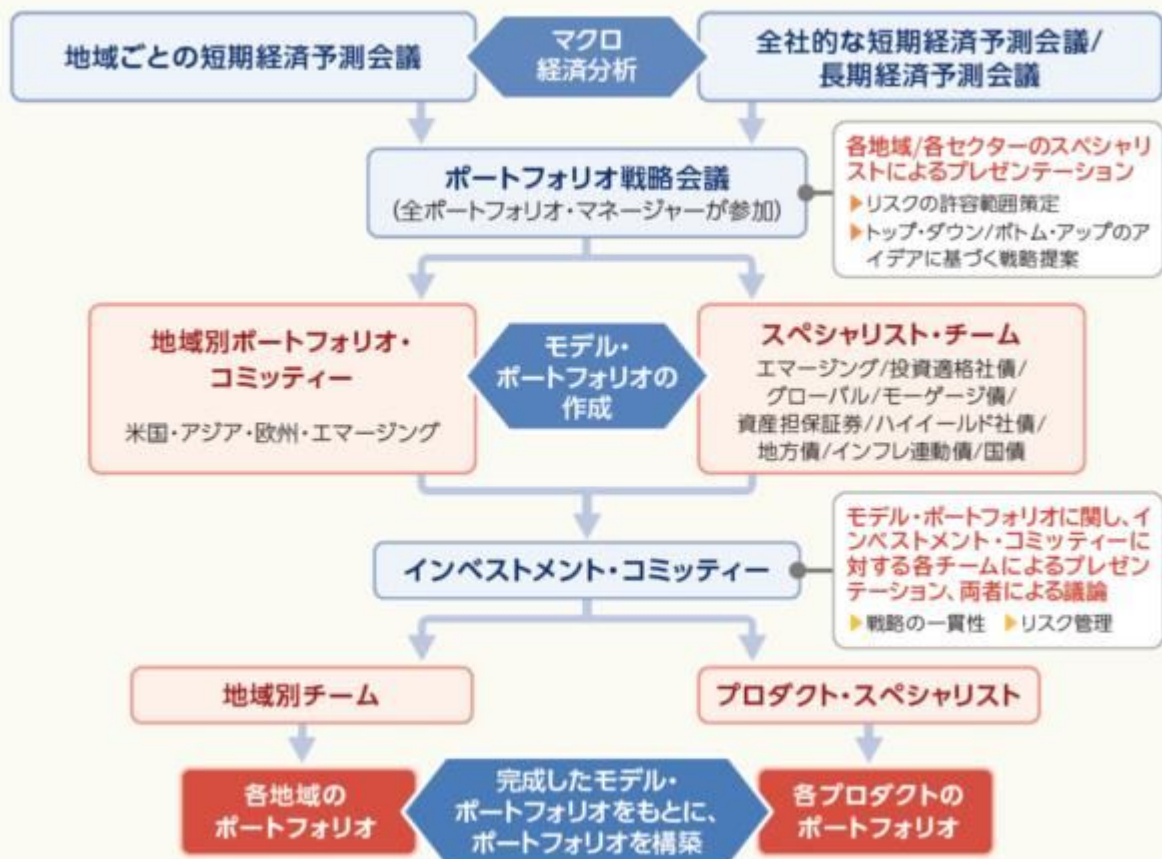 地域ごとの短期経済予測会議
マクロ
経済分析
全社的な短期経済予測会議/
長期経済予測会議
ポートフォリオ戦略会議
(全ポートフォリオ・マネージャーが参加)
各地域/各セクターのスペシャリ
ストによるプレゼンテーション
▶リスクの許容範囲策定
▶トップ・ダウン/ボトム・アップのア
イデアに基づく戦略提案
地域別ポートフォリオ・
コミッティー
米国・アジア・欧州・エマージング
モデル・
ポートフォリオの
作成
スペシャリスト・チーム
エマージング/投資適格社債/
グローバル/モーゲージ債/
資産担保証券/ハイイールド社債/
地方債/インフレ連動債/国債
インベストメント・コミッティー
モデル・ポートフォリオに関し、イ
ンベストメント・コミッティーに
対する各チームによるプレゼン
テーション、両者による議論
▶戦略の一貫性 ▶リスク管理
地域別チーム
プロダクト・スペシャリスト
各地域の
ポートフォリオ
完成したモデル・
ポートフォリオをもとに、
ポートフォリオを構築
各プロダクトの
ポートフォリオ